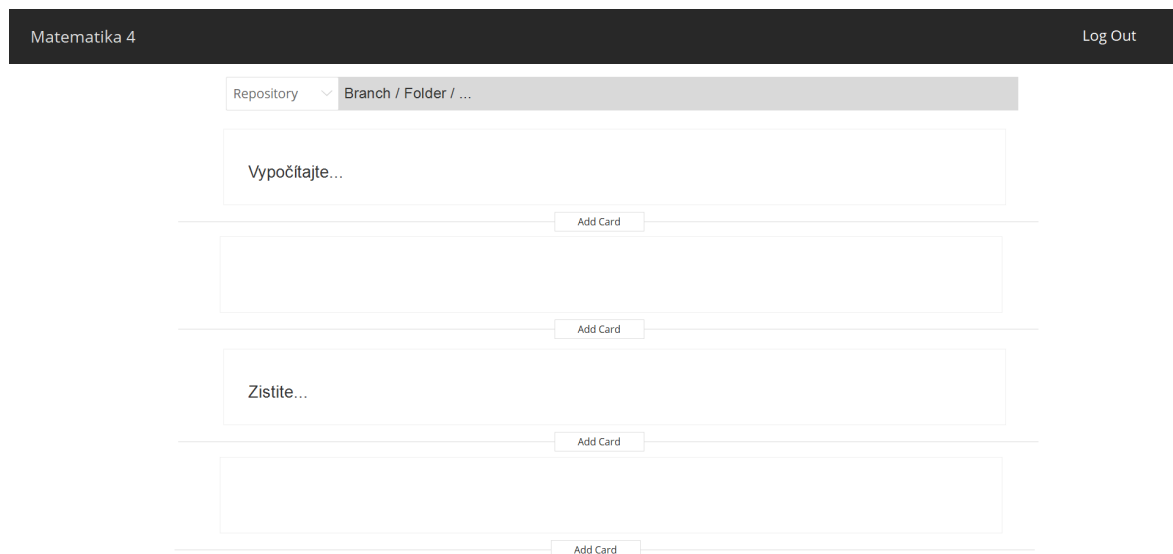 Matematika 4
Log Out
Repository
Branch / Folder / ...
Vypočítajte...
Add Card
Add Card
Zistite...
Add Card
Add Card